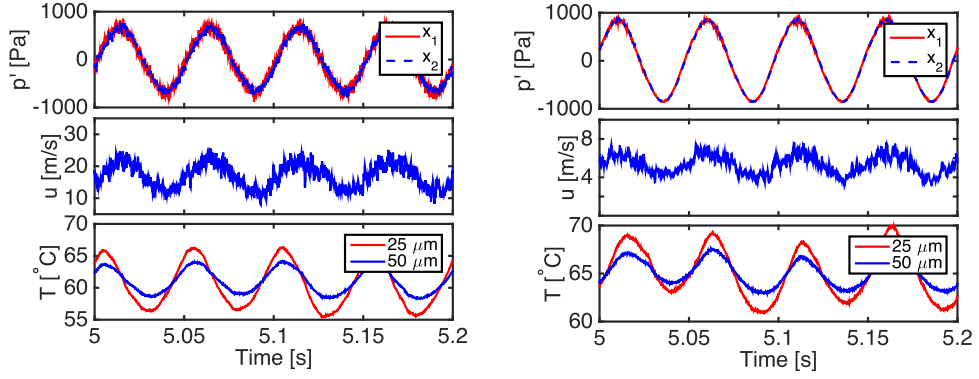 1000
0
-1000
p' [Pa]
x1
x2
30
20
10
u [m/s]
70
65
60
55
T [°C]
25 μm
50 μm
5
5.05
5.1
5.15
5.2
Time [s]
1000
0
-1000
p' [Pa]
x1
x2
8
4
u [m/s]
70
65
60
T [°C]
25 μm
50 μm
5
5.05
5.1
5.15
5.2
Time [s]